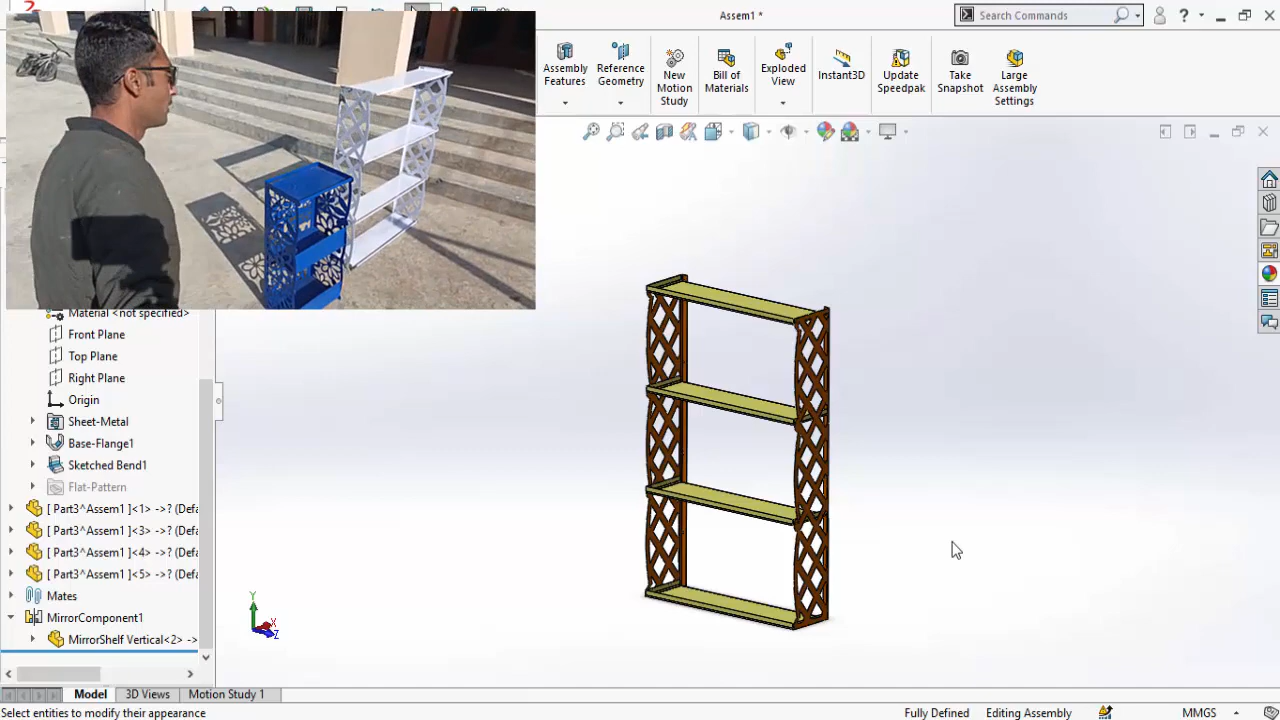 Assem1 *
Search Commands
?
Assembly Features
Reference Geometry
New Motion Study
Bill of Materials
Exploded View
Instant3D
Update Speedpak
Take Snapshot
Large Assembly Settings
Material <not specified>
Front Plane
Top Plane
Right Plane
Origin
Sheet-Metal
Base-Flange1
Sketched Bend1
Flat-Pattern
[ Part3^Assem1 ]<1> ->? (Defa
[ Part3^Assem1 ]<3> ->? (Defa
[ Part3^Assem1 ]<4> ->? (Defa
[ Part3^Assem1 ]<5> ->? (Defa
Mates
MirrorComponent1
MirrorShelf Vertical<2> ->
Y
X
Z
Model
3D Views
Motion Study 1
Select entities to modify their appearance
Fully Defined
Editing Assembly
MMGS